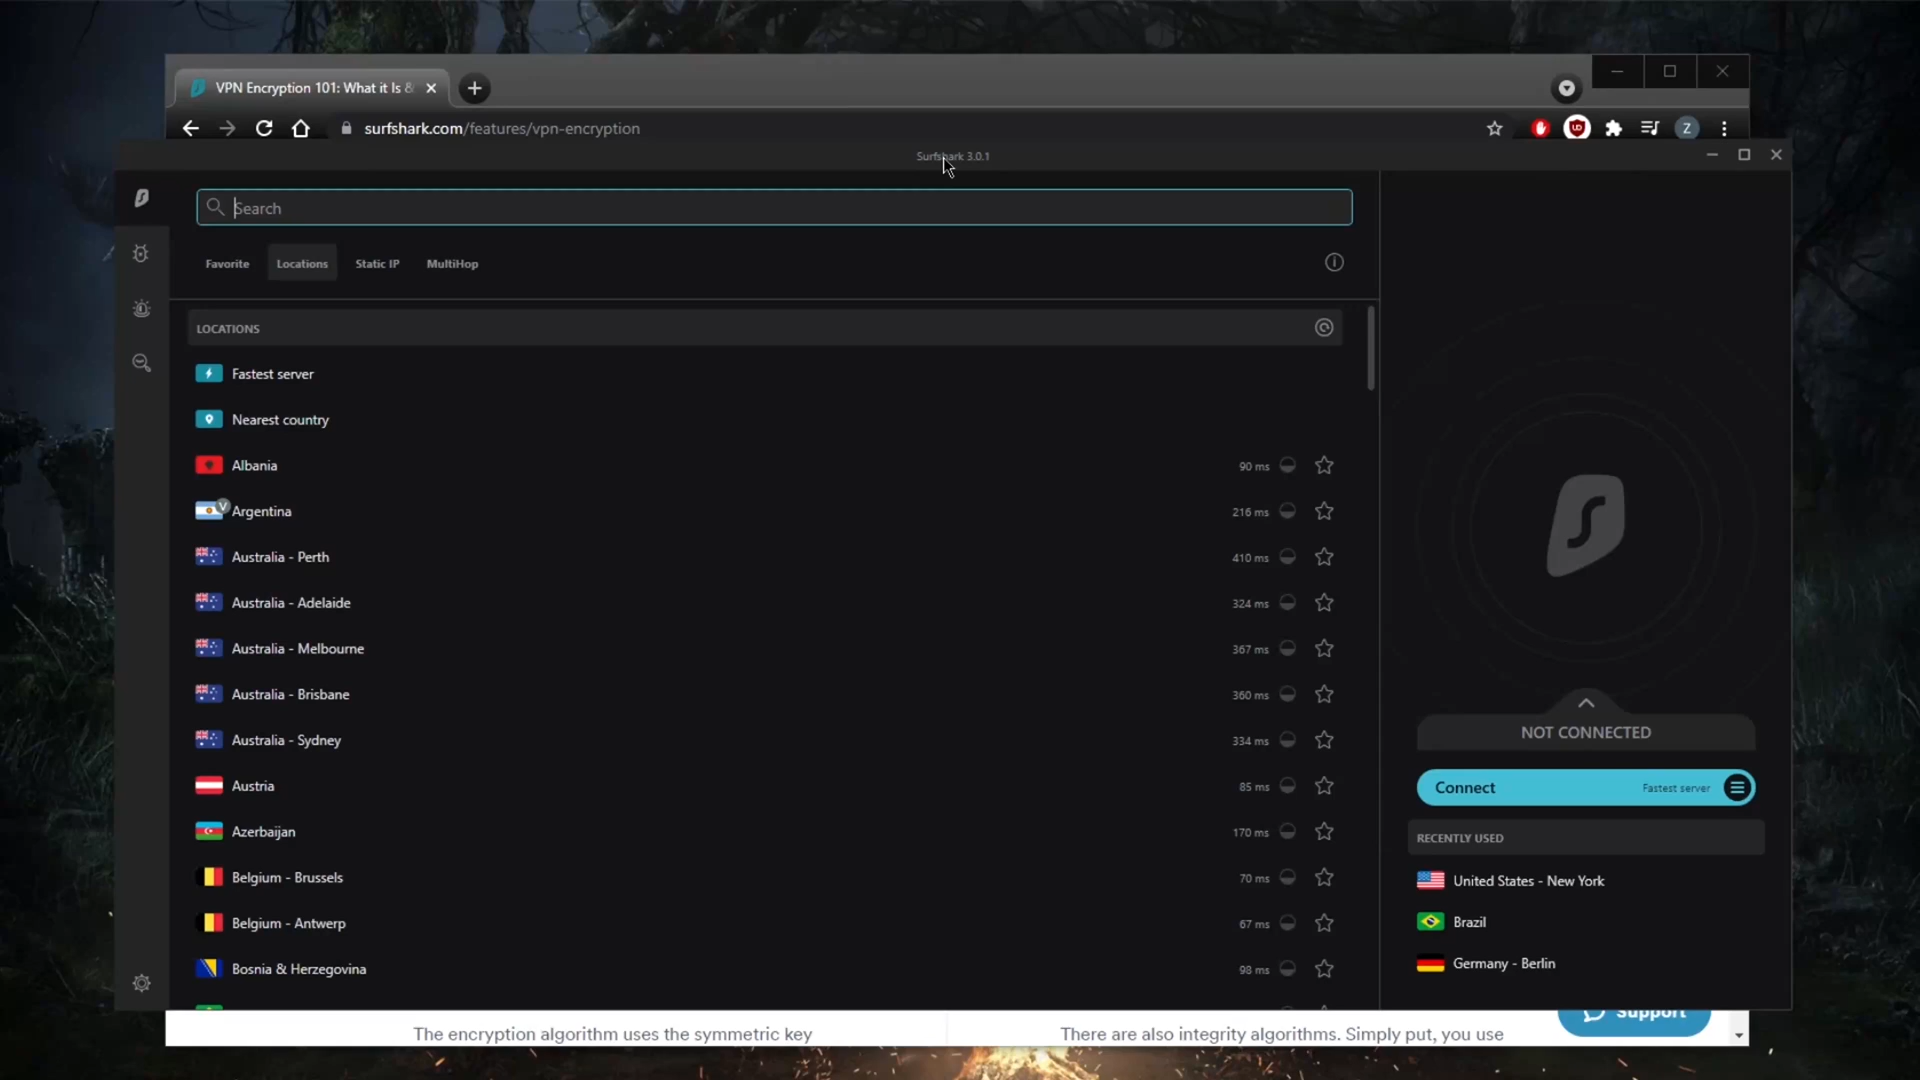 VPN Encryption 101: What it Is &
surfshark.com/features/vpn-encryption
Z
Surfshark 3.0.1
Search
Favorite
Locations
Static IP
MultiHop
LOCATIONS
Fastest server
Nearest country
Albania
90 ms
V
Argentina
216 ms
Australia - Perth
410 ms
Australia - Adelaide
324 ms
Australia - Melbourne
367 ms
Australia - Brisbane
360 ms
Australia - Sydney
334 ms
Austria
85 ms
Azerbaijan
170 ms
Belgium - Brussels
70 ms
Belgium - Antwerp
67 ms
Bosnia & Herzegovina
98 ms
NOT CONNECTED
Connect
Fastest server
RECENTLY USED
United States - New York
Brazil
Germany - Berlin
Support
The encryption algorithm uses the symmetric key
There are also integrity algorithms. Simply put, you use